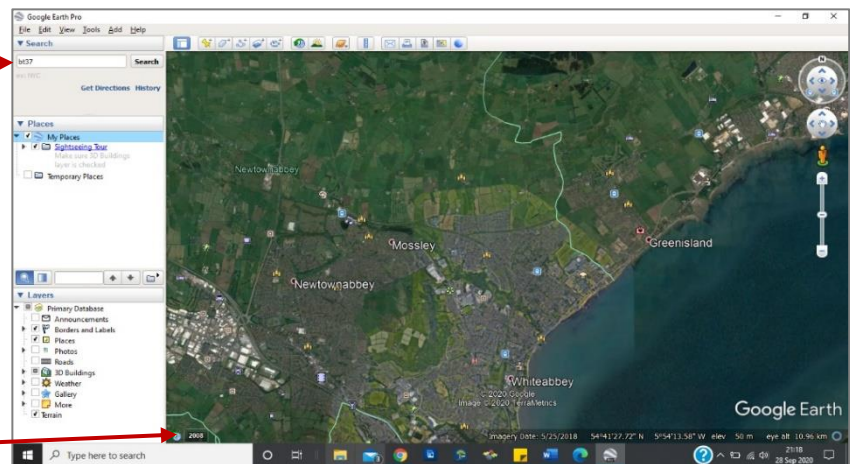 Google Earth Pro
File Edit View Tools Add Help
Search
bt37
Search
ex: NYC
Get Directions History
Places
My Places
Sightseeing Tour
Make sure 3D Buildings
layer is checked
Temporary Places
Layers
Primary Database
Announcements
Borders and Labels
Places
Photos
Roads
3D Buildings
Weather
Gallery
More
Terrain
N
Newtownabbey
Mossley
Greenisland
Newtownabbey
Whiteabbey
© 2020 Google
Image © 2020 TerraMetrics
Google Earth
2008
Imagery Date: 5/25/2018 54°41'27.72" N 5°54'13.58" W elev 50 m eye alt 10.96 km
Type here to search
21:18
28 Sep 2020